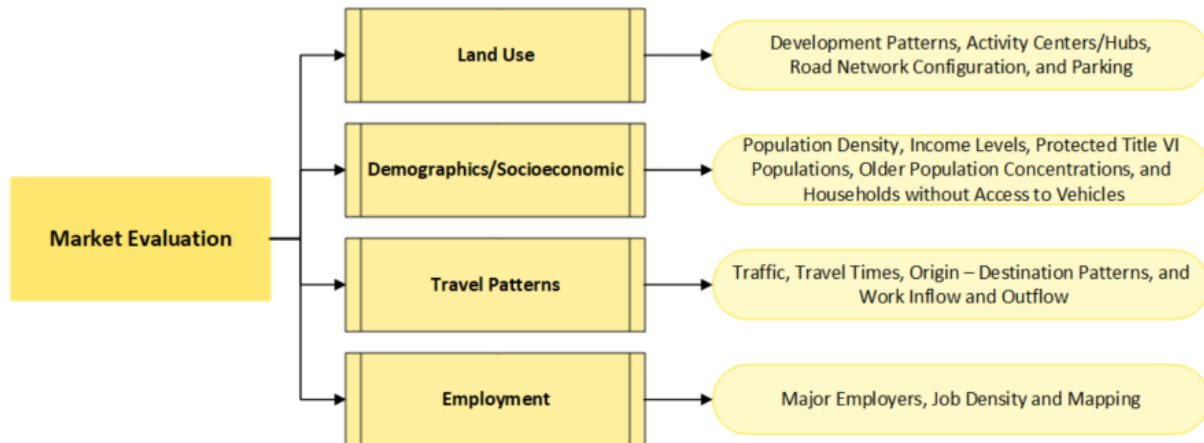 Market Evaluation
Land Use
Development Patterns, Activity Centers/Hubs,
Road Network Configuration, and Parking
Demographics/Socioeconomic
Population Density, Income Levels, Protected Title VI
Populations, Older Population Concentrations, and
Households without Access to Vehicles
Travel Patterns
Traffic, Travel Times, Origin – Destination Patterns, and
Work Inflow and Outflow
Employment
Major Employers, Job Density and Mapping